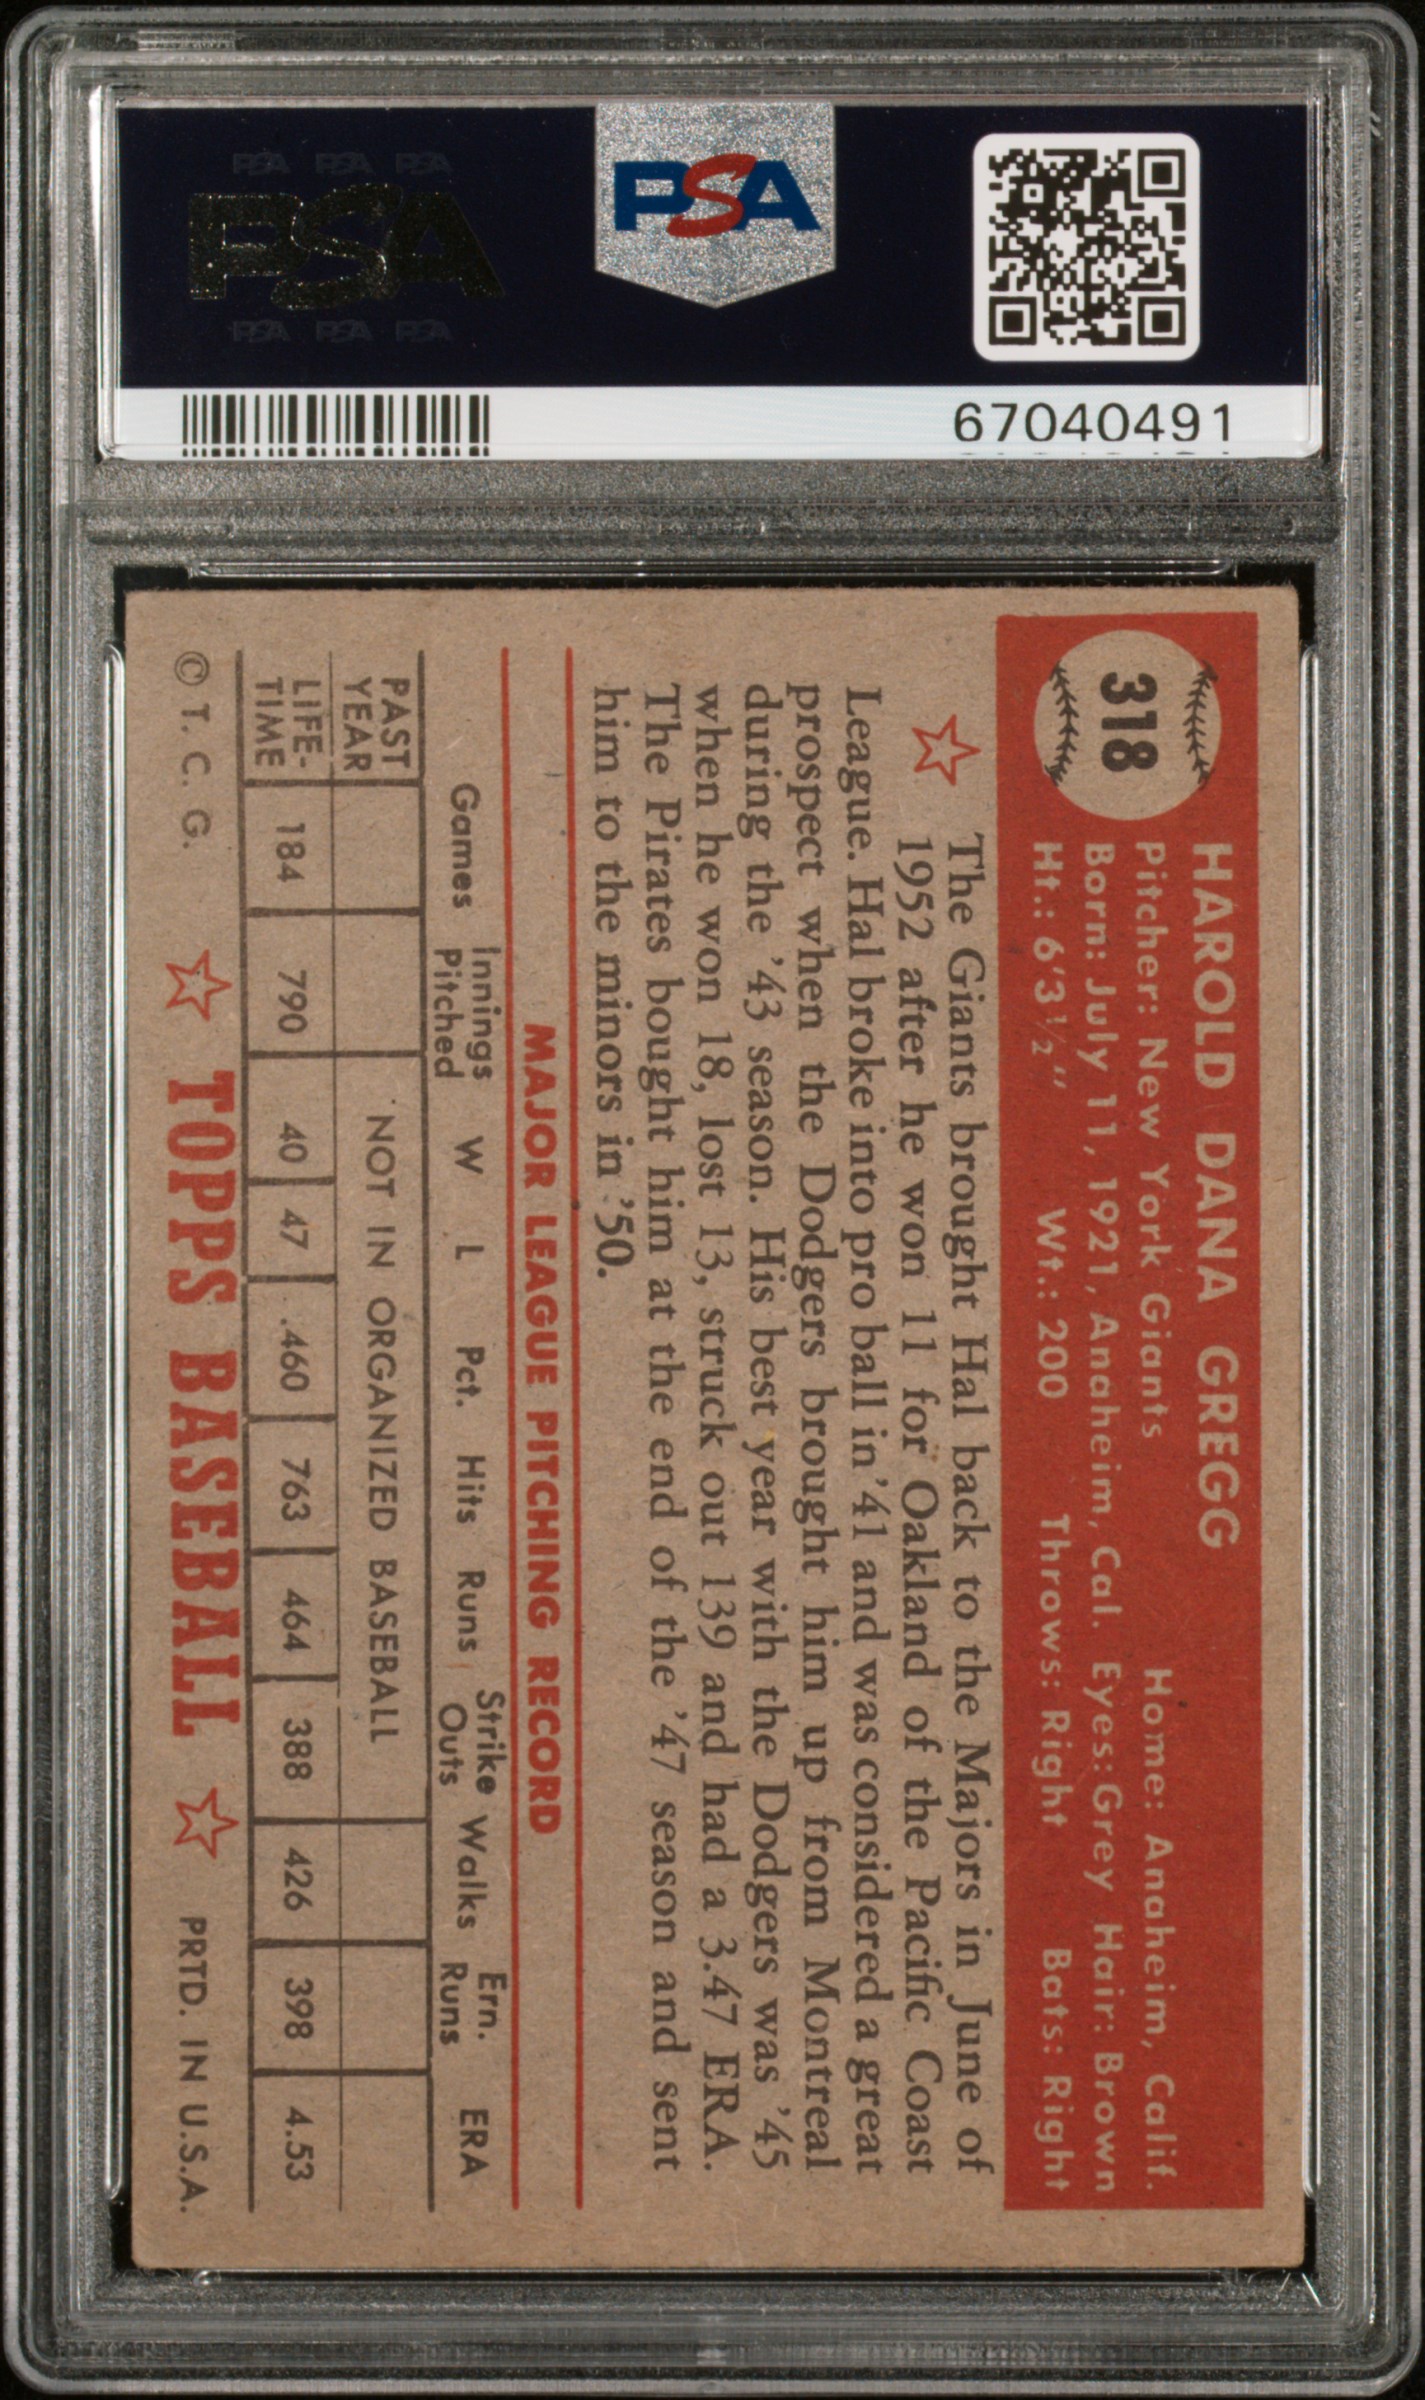 PSA PSA PSA
PSA
PSA PSA PSA
PSA
67040491
318
HAROLD DANA GREGG
Pitcher: New York Giants Home: Anaheim, Calif.
Born: July 11, 1921, Anaheim, Cal. Eyes: Grey Hair: Brown
Ht.: 6'3½" Wt.: 200 Throws: Right Bats: Right
The Giants brought Hal back to the Majors in June of
1952 after he won 11 for Oakland of the Pacific Coast
League. Hal broke into pro ball in '41 and was considered a great
prospect when the Dodgers brought him up from Montreal
during the '43 season. His best year with the Dodgers was '45
when he won 18, lost 13, struck out 139 and had a 3.47 ERA.
The Pirates bought him at the end of the '47 season and sent
him to the minors in '50.
MAJOR LEAGUE PITCHING RECORD
Games Innings Pitched W L Pct. Hits Runs Strike Outs Walks Ern. Runs ERA
PAST YEAR NOT IN ORGANIZED BASEBALL
LIFE-TIME 184 790 40 47 .460 763 464 388 426 398 4.53
© T. C. G. TOPPS BASEBALL PRTD. IN U.S.A.